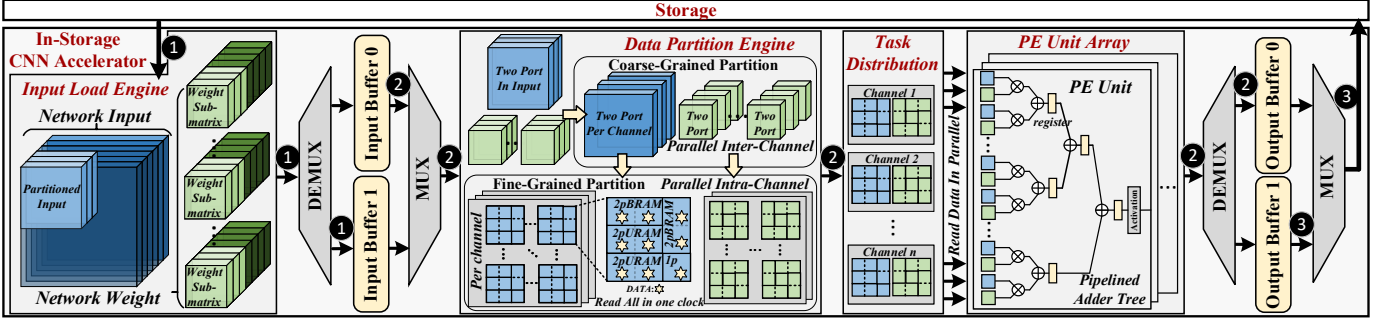 Storage
In-Storage
CNN Accelerator
1
Input Load Engine
Network Input
Partitioned
Input
Network Weight
Weight
Sub-
matrix
Weight
Sub-
matrix
Weight
Sub-
matrix
1
DEMUX
1
Input Buffer 0
Input Buffer 1
2
MUX
2
Data Partition Engine
Two Port
In Input
Coarse-Grained Partition
Two Port
Per Channel
Two
Port
Two
Port
Parallel Inter-Channel
Fine-Grained Partition
Parallel Intra-Channel
Per channel
2pBRAM
2pURAM
2pURAM
2pBRAM
1p
DATA:
Read All in one clock
2
Task
Distribution
Channel 1
Channel 2
Channel n
Read Data In Parallel
PE Unit Array
PE Unit
register
Activation
Pipelined
Adder Tree
2
DEMUX
2
Output Buffer 0
Output Buffer 1
3
MUX
3